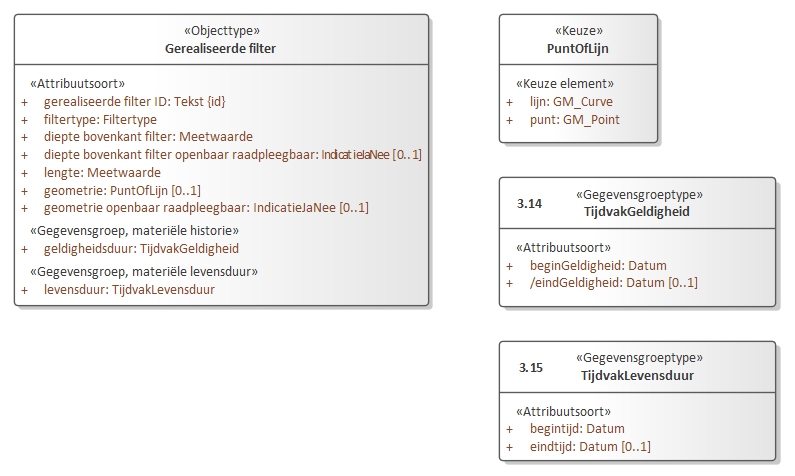 «Objecttype»
Gerealiseerde filter
«Attribuutsoort»
+ gerealiseerde filter ID: Tekst {id}
+ filtertype: Filtertype
+ diepte bovenkant filter: Meetwaarde
+ diepte bovenkant filter openbaar raadpleegbaar: IndicatieJaNee [0..1]
+ lengte: Meetwaarde
+ geometrie: PuntOfLijn [0..1]
+ geometrie openbaar raadpleegbaar: IndicatieJaNee [0..1]
«Gegevensgroep, materiële historie»
+ geldigheidsduur: TijdvakGeldigheid
«Gegevensgroep, materiële levensduur»
+ levensduur: TijdvakLevensduur
«Keuze»
PuntOfLijn
«Keuze element»
+ lijn: GM_Curve
+ punt: GM_Point
3.14
«Gegevensgroeptype»
TijdvakGeldigheid
«Attribuutsoort»
+ beginGeldigheid: Datum
+ /eindGeldigheid: Datum [0..1]
3.15
«Gegevensgroeptype»
TijdvakLevensduur
«Attribuutsoort»
+ begintijd: Datum
+ eindtijd: Datum [0..1]